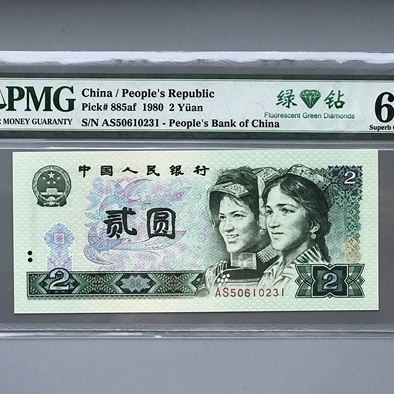 PMG
China / People's Republic
Pick# 885af 1980 2 Yüan
S/N AS50610231 - People's Bank of China
MONEY GUARANTY
绿 钻
Fluorescent Green Diamonds
6
Superb
中国人民银行
贰圆
2
2
2
AS50610231